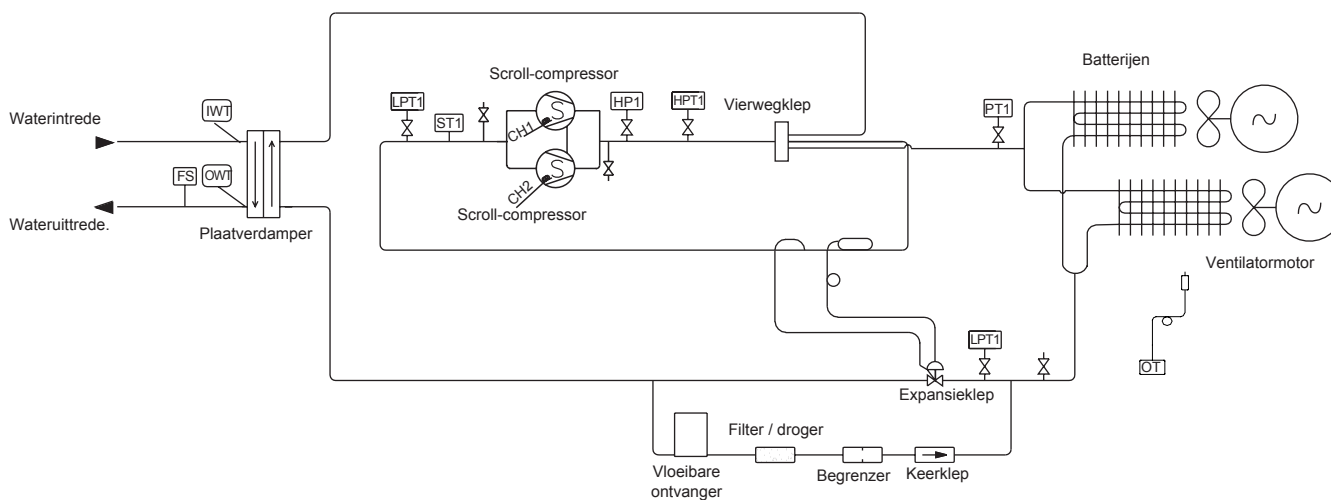 Scroll-compressor
Batterijen
LPT1
HP1
HPT1
Vierwegklep
PT1
IWT
ST1
CH1
S
~
Waterintrede
FS
OWT
S
CH2
Scroll-compressor
~
Wateruittrede.
Plaatverdamper
Ventilatormotor
LPT1
OT
Expansieklep
Filter / droger
Vloeibare
ontvanger
Begrenzer
Keerklep